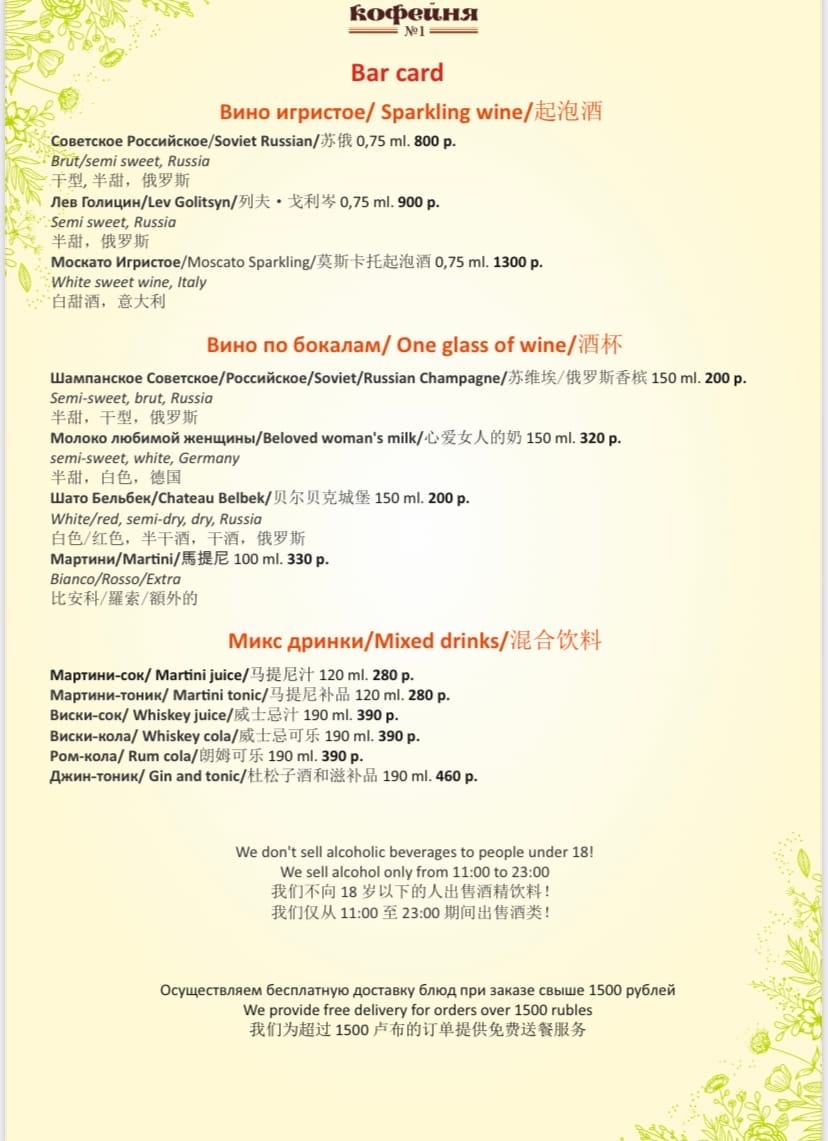 кофейня
№1
Bar card
Вино игристое/ Sparkling wine/起泡酒
Советское Российское/Soviet Russian/苏俄 0,75 ml. 800 р.
Brut/semi sweet, Russia
干型, 半甜，俄罗斯
Лев Голицин/Lev Golitsyn/列夫・戈利岑 0,75 ml. 900 р.
Semi sweet, Russia
半甜，俄罗斯
Москато Игристое/Moscato Sparkling/莫斯卡托起泡酒 0,75 ml. 1300 р.
White sweet wine, Italy
白甜酒，意大利
Вино по бокалам/ One glass of wine/酒杯
Шампанское Советское/Российское/Soviet/Russian Champagne/苏维埃/俄罗斯香槟 150 ml. 200 р.
Semi-sweet, brut, Russia
半甜，干型，俄罗斯
Молоко любимой женщины/Beloved woman's milk/心爱女人的奶 150 ml. 320 р.
semi-sweet, white, Germany
半甜，白色，德国
Шато Бельбек/Chateau Belbek/贝尔贝克城堡 150 ml. 200 р.
White/red, semi-dry, dry, Russia
白色/红色，半干酒，干酒，俄罗斯
Мартини/Martini/馬提尼 100 ml. 330 р.
Bianco/Rosso/Extra
比安科/羅索/額外的
Микс дринки/Mixed drinks/混合饮料
Мартини-сок/ Martini juice/马提尼汁 120 ml. 280 р.
Мартини-тоник/ Martini tonic/马提尼补品 120 ml. 280 р.
Виски-сок/ Whiskey juice/威士忌汁 190 ml. 390 р.
Виски-кола/ Whiskey cola/威士忌可乐 190 ml. 390 р.
Ром-кола/ Rum cola/朗姆可乐 190 ml. 390 р.
Джин-тоник/ Gin and tonic/杜松子酒和滋补品 190 ml. 460 р.
We don't sell alcoholic beverages to people under 18!
We sell alcohol only from 11:00 to 23:00
我们不向 18 岁以下的人出售酒精饮料！
我们仅从 11:00 至 23:00 期间出售酒类！
Осуществляем бесплатную доставку блюд при заказе свыше 1500 рублей
We provide free delivery for orders over 1500 rubles
我们为超过 1500 卢布的订单提供免费送餐服务